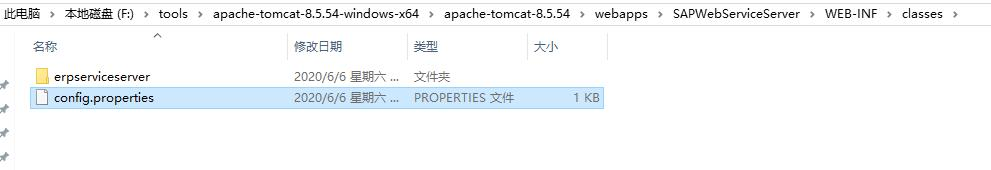 此电脑 > 本地磁盘 (F:) > tools > apache-tomcat-8.5.54-windows-x64 > apache-tomcat-8.5.54 > webapps > SAPWebServiceServer > WEB-INF > classes >
名称 修改日期 类型 大小
erpserviceserver 2020/6/6 星期六 ... 文件夹
config.properties 2020/6/6 星期六 ... PROPERTIES 文件 1 KB